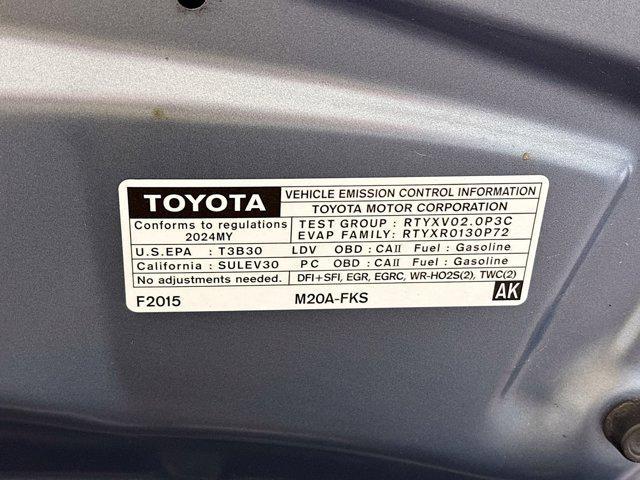 TOYOTA VEHICLE EMISSION CONTROL INFORMATION
TOYOTA MOTOR CORPORATION
Conforms to regulations TEST GROUP : RTYXV02.0P3C
2024MY EVAP FAMILY: RTYXR0130P72
U.S.EPA : T3B30 LDV OBD : CAII Fuel : Gasoline
California : SULEV30 PC OBD : CAII Fuel : Gasoline
No adjustments needed. DFI+SFI, EGR, EGRC, WR-HO2S(2), TWC(2)
F2015 M20A-FKS AK